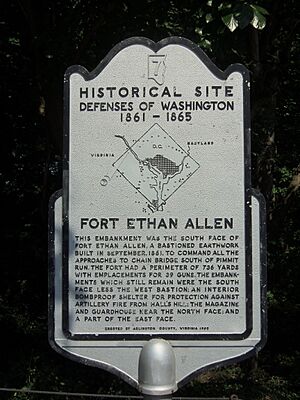 HISTORICAL SITE
DEFENSES OF WASHINGTON
1861 - 1865
D.C.
MARYLAND
VIRGINIA
FORT ETHAN ALLEN
THIS EMBANKMENT WAS THE SOUTH FACE OF
FORT ETHAN ALLEN, A BASTIONED EARTHWORK
BUILT IN SEPTEMBER, 1861, TO COMMAND ALL THE
APPROACHES TO CHAIN BRIDGE SOUTH OF PIMMIT
RUN. THE FORT HAD A PERIMETER OF 736 YARDS
WITH EMPLACEMENTS FOR 39 GUNS. THE EMBANK-
MENTS WHICH STILL REMAIN WERE THE SOUTH
FACE LESS THE WEST BASTION; AN INTERIOR
BOMBPROOF SHELTER FOR PROTECTION AGAINST
ARTILLERY FIRE FROM HALLS HILL; THE MAGAZINE
AND GUARDHOUSE NEAR THE NORTH FACE; AND
A PART OF THE EAST FACE.
ERECTED BY ARLINGTON COUNTY, VIRGINIA